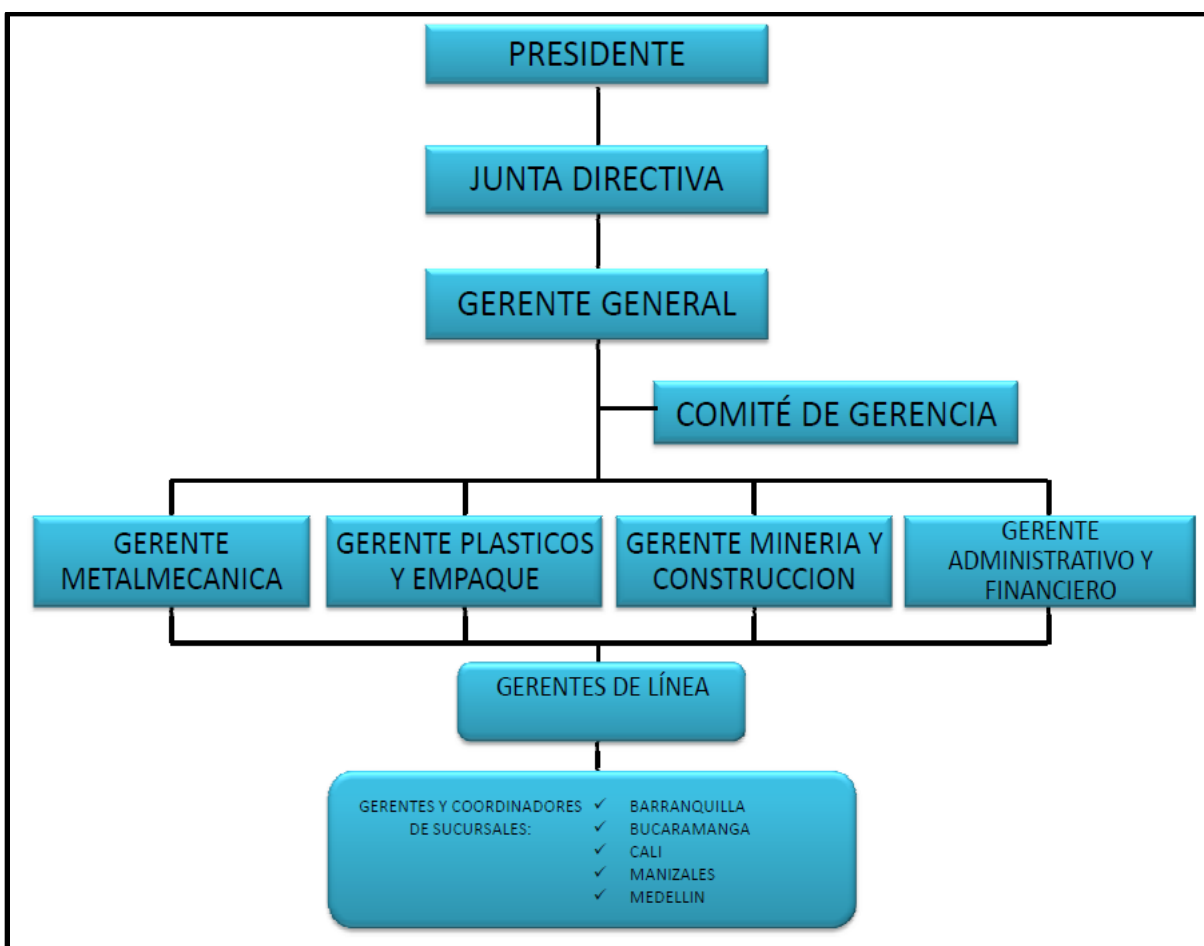 PRESIDENTE
JUNTA DIRECTIVA
GERENTE GENERAL
COMITÉ DE GERENCIA
GERENTE
METALMECANICA
GERENTE PLASTICOS
Y EMPAQUE
GERENTE MINERIA Y
CONSTRUCCION
GERENTE
ADMINISTRATIVO Y
FINANCIERO
GERENTES DE LÍNEA
GERENTES Y COORDINADORES
DE SUCURSALES:
✓ BARRANQUILLA
✓ BUCARAMANGA
✓ CALI
✓ MANIZALES
✓ MEDELLIN